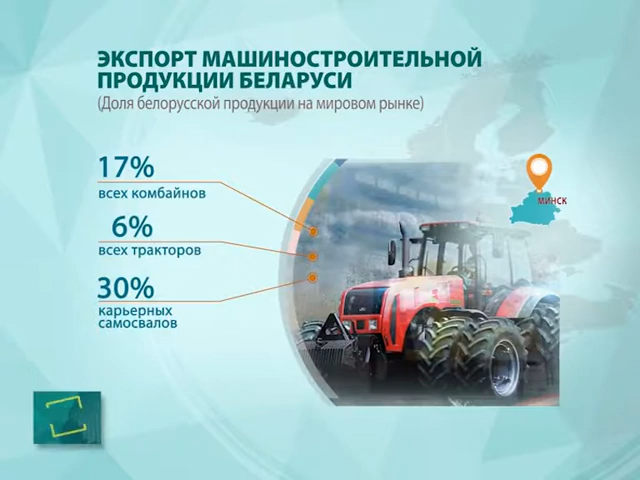 ЭКСПОРТ МАШИНОСТРОИТЕЛЬНОЙ
ПРОДУКЦИИ БЕЛАРУСИ
(Доля белорусской продукции на мировом рынке)
17%
всех комбайнов
6%
всех тракторов
30%
карьерных
самосвалов
МИНСК